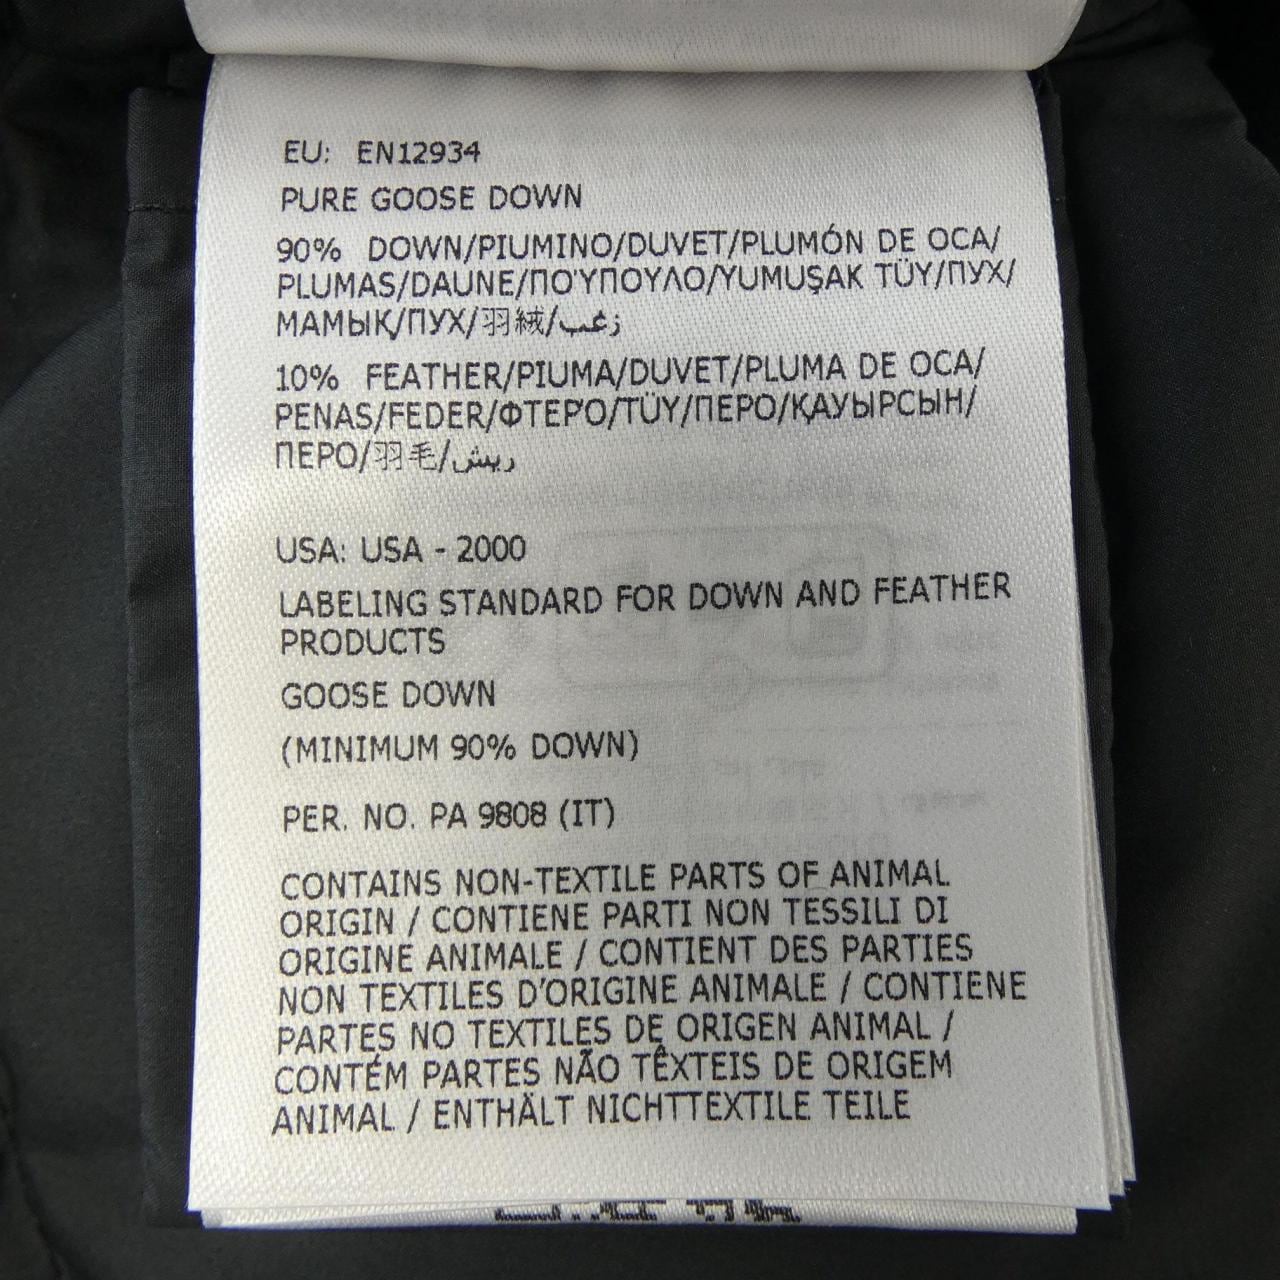 EU: EN12934
PURE GOOSE DOWN
90% DOWN/PIUMINO/DUVET/PLUMÓN DE OCA/
PLUMAS/DAUNE/ΠΟΎΠΟΥΛΟ/YUMUŞAK TÜY/ПУХ/
МАМЫҚ/ПУХ/羽絨/زغب
10% FEATHER/PIUMA/DUVET/PLUMA DE OCA/
PENAS/FEDER/ΦΤΕΡΌ/TÜY/ПЕРО/ҚАУЫРСЫН/
ПЕРО/羽毛/ريش
USA: USA - 2000
LABELING STANDARD FOR DOWN AND FEATHER
PRODUCTS
GOOSE DOWN
(MINIMUM 90% DOWN)
PER. NO. PA 9808 (IT)
CONTAINS NON-TEXTILE PARTS OF ANIMAL
ORIGIN / CONTIENE PARTI NON TESSILI DI
ORIGINE ANIMALE / CONTIENT DES PARTIES
NON TEXTILES D'ORIGINE ANIMALE / CONTIENE
PARTES NO TEXTILES DE ORIGEN ANIMAL /
CONTÉM PARTES NÃO TÊXTEIS DE ORIGEM
ANIMAL / ENTHÄLT NICHTTEXTILE TEILE